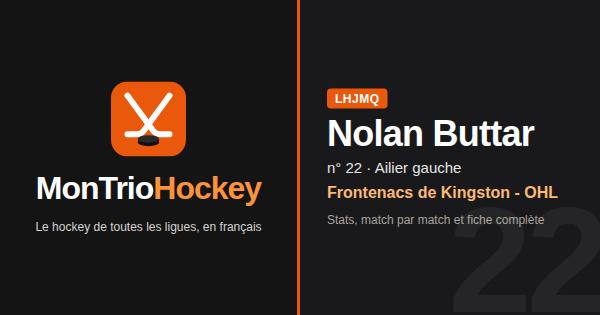 MonTrioHockey
Le hockey de toutes les ligues, en français
LHJMQ
Nolan Buttar
n° 22 · Ailier gauche
Frontenacs de Kingston - OHL
Stats, match par match et fiche complète
22